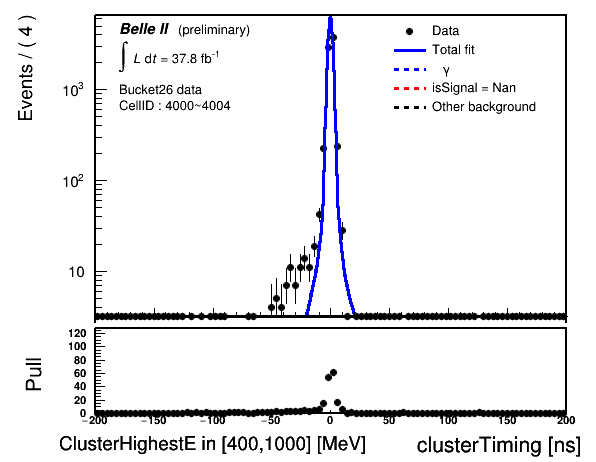 Belle II (preliminary)
∫ L dt = 37.8 fb⁻¹
Bucket26 data
CellID : 4000~4004
Data
Total fit
γ
isSignal = Nan
Other background
Events / ( 4 )
10³
10²
10
Pull
120
100
80
60
40
20
0
-200 -150 -100 -50 0 50 100 150 200
ClusterHighestE in [400,1000] [MeV] clusterTiming [ns]